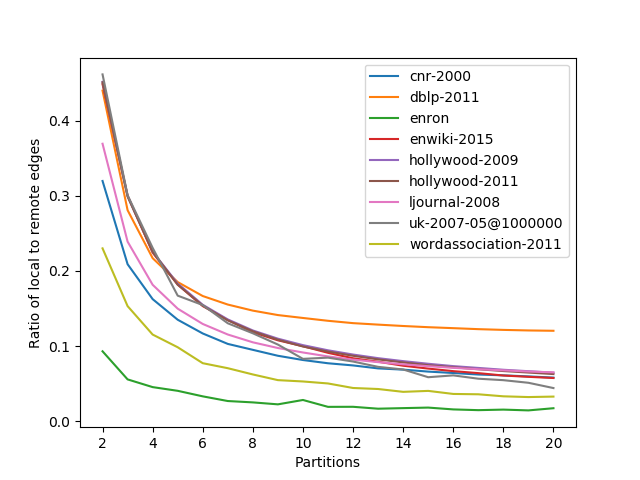 cnr-2000
dblp-2011
enron
enwiki-2015
hollywood-2009
hollywood-2011
ljournal-2008
uk-2007-05@1000000
wordassociation-2011
Ratio of local to remote edges
0.4
0.3
0.2
0.1
0.0
2 4 6 8 10 12 14 16 18 20
Partitions